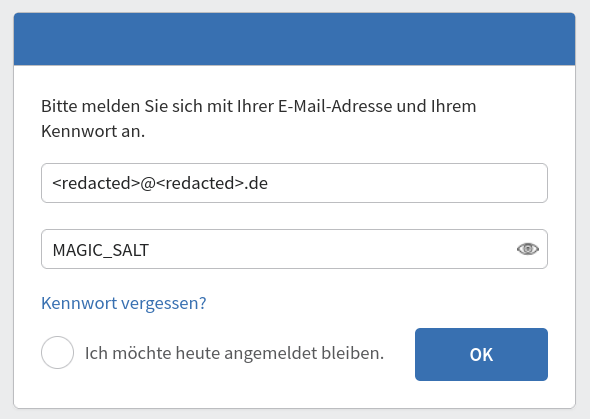 Bitte melden Sie sich mit Ihrer E-Mail-Adresse und Ihrem
Kennwort an.
<redacted>@<redacted>.de
MAGIC_SALT
Kennwort vergessen?
Ich möchte heute angemeldet bleiben.
OK